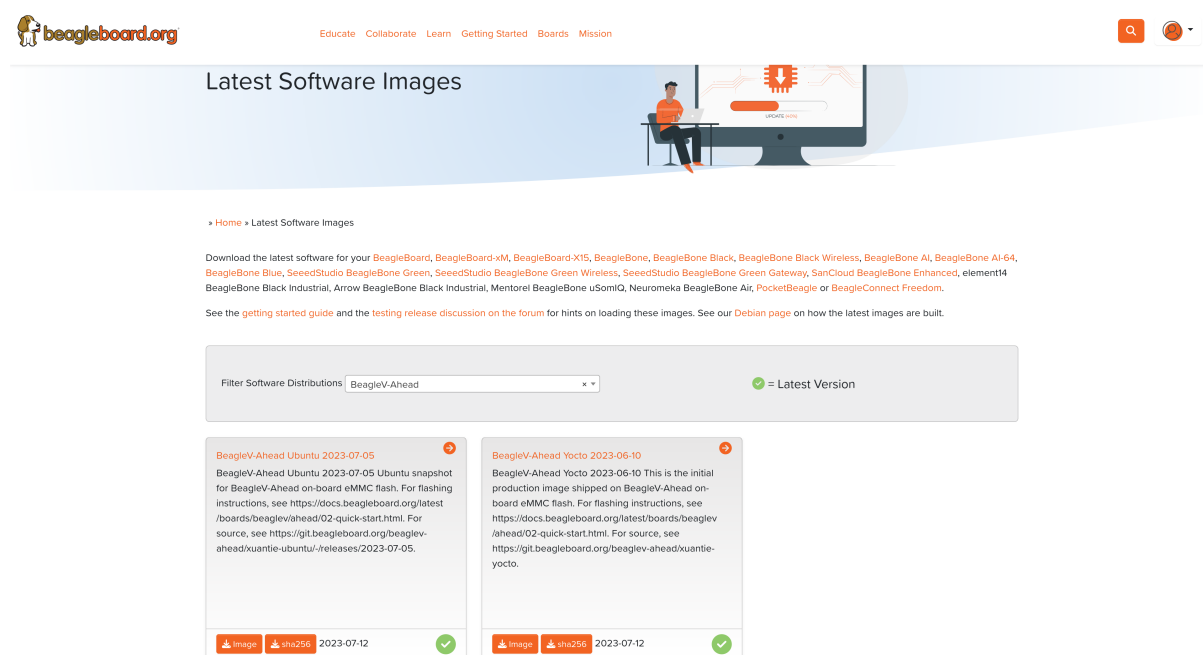 beagleboard.org
Educate Collaborate Learn Getting Started Boards Mission
Latest Software Images
UPDATE NOW
» Home » Latest Software Images
Download the latest software for your BeagleBoard, BeagleBoard-xM, BeagleBoard-X15, BeagleBone, BeagleBone Black, BeagleBone Black Wireless, BeagleBone AI, BeagleBone AI-64,
BeagleBone Blue, SeeedStudio BeagleBone Green, SeeedStudio BeagleBone Green Wireless, SeeedStudio BeagleBone Green Gateway, SanCloud BeagleBone Enhanced, element14
BeagleBone Black Industrial, Arrow BeagleBone Black Industrial, Mentorel BeagleBone uSomIQ, Neuromeka BeagleBone Air, PocketBeagle or BeagleConnect Freedom.
See the getting started guide and the testing release discussion on the forum for hints on loading these images. See our Debian page on how the latest images are built.
Filter Software Distributions BeagleV-Ahead ×
= Latest Version
BeagleV-Ahead Ubuntu 2023-07-05
BeagleV-Ahead Ubuntu 2023-07-05 Ubuntu snapshot
for BeagleV-Ahead on-board eMMC flash. For flashing
instructions, see https://docs.beagleboard.org/latest
/boards/beaglev/ahead/02-quick-start.html. For
source, see https://git.beagleboard.org/beaglev-
ahead/xuantie-ubuntu/-/releases/2023-07-05.
Image sha256 2023-07-12
BeagleV-Ahead Yocto 2023-06-10
BeagleV-Ahead Yocto 2023-06-10 This is the initial
production image shipped on BeagleV-Ahead on-
board eMMC flash. For flashing instructions, see
https://docs.beagleboard.org/latest/boards/beaglev
/ahead/02-quick-start.html. For source, see
https://git.beagleboard.org/beaglev-ahead/xuantie-
yocto.
Image sha256 2023-07-12